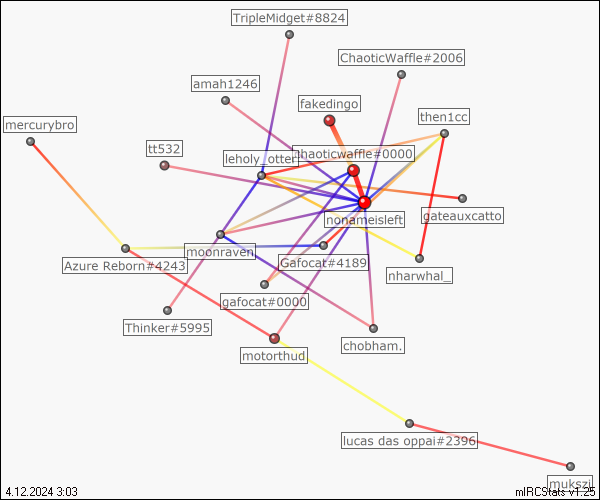 TripleMidget#8824
ChaoticWaffle#2006
amah1246
fakedingo
then1cc
mercurybro
tt532
leholy_otter
chaoticwaffle#0000
gateauxcatto
nonameisleft
moonraven
Gafocat#4189
Azure Reborn#4243
nharwhal_
gafocat#0000
Thinker#5995
chobham.
motorthud
lucas das oppai#2396
mukszi
4.12.2024 3:03
mIRCStats v1.25